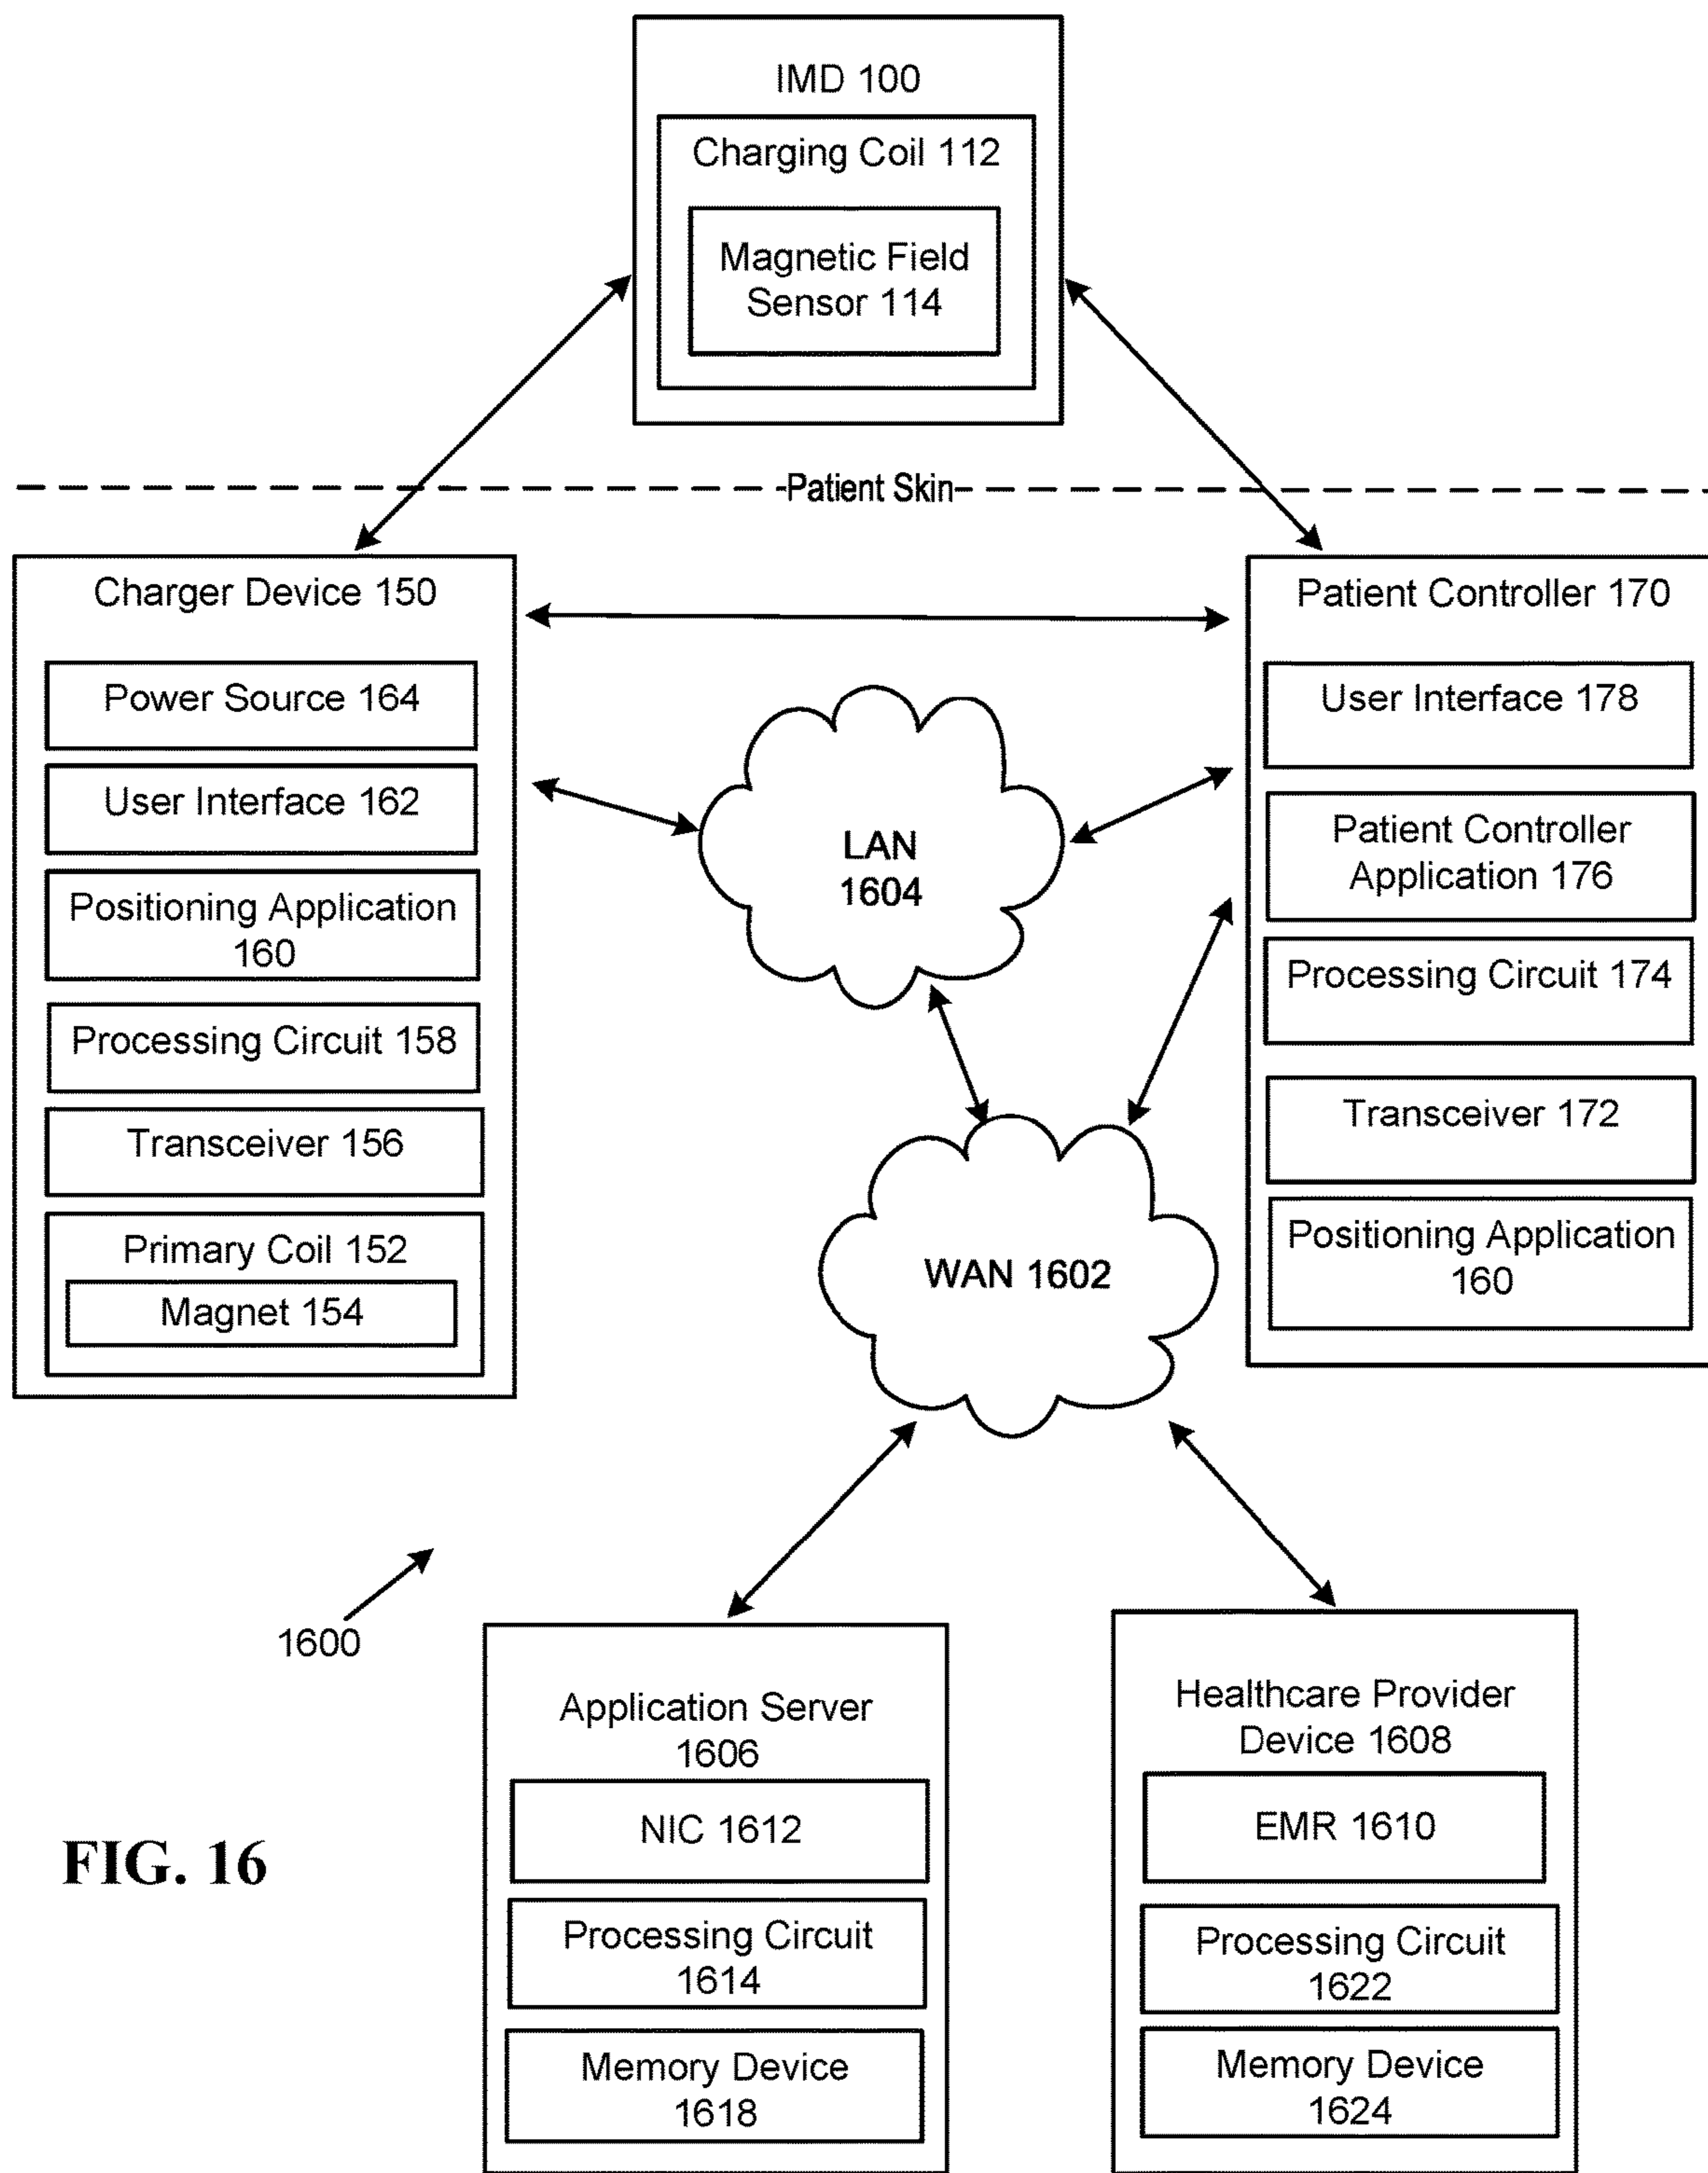 IMD 100
Charging Coil 112
Magnetic Field
Sensor 114
Patient Skin
Charger Device 150
Power Source 164
User Interface 162
Positioning Application
160
Processing Circuit 158
Transceiver 156
Primary Coil 152
Magnet 154
Patient Controller 170
User Interface 178
Patient Controller
Application 176
Processing Circuit 174
Transceiver 172
Positioning Application
160
LAN
1604
WAN 1602
1600
Application Server
1606
NIC 1612
Processing Circuit
1614
Memory Device
1618
Healthcare Provider
Device 1608
EMR 1610
Processing Circuit
1622
Memory Device
1624
FIG. 16